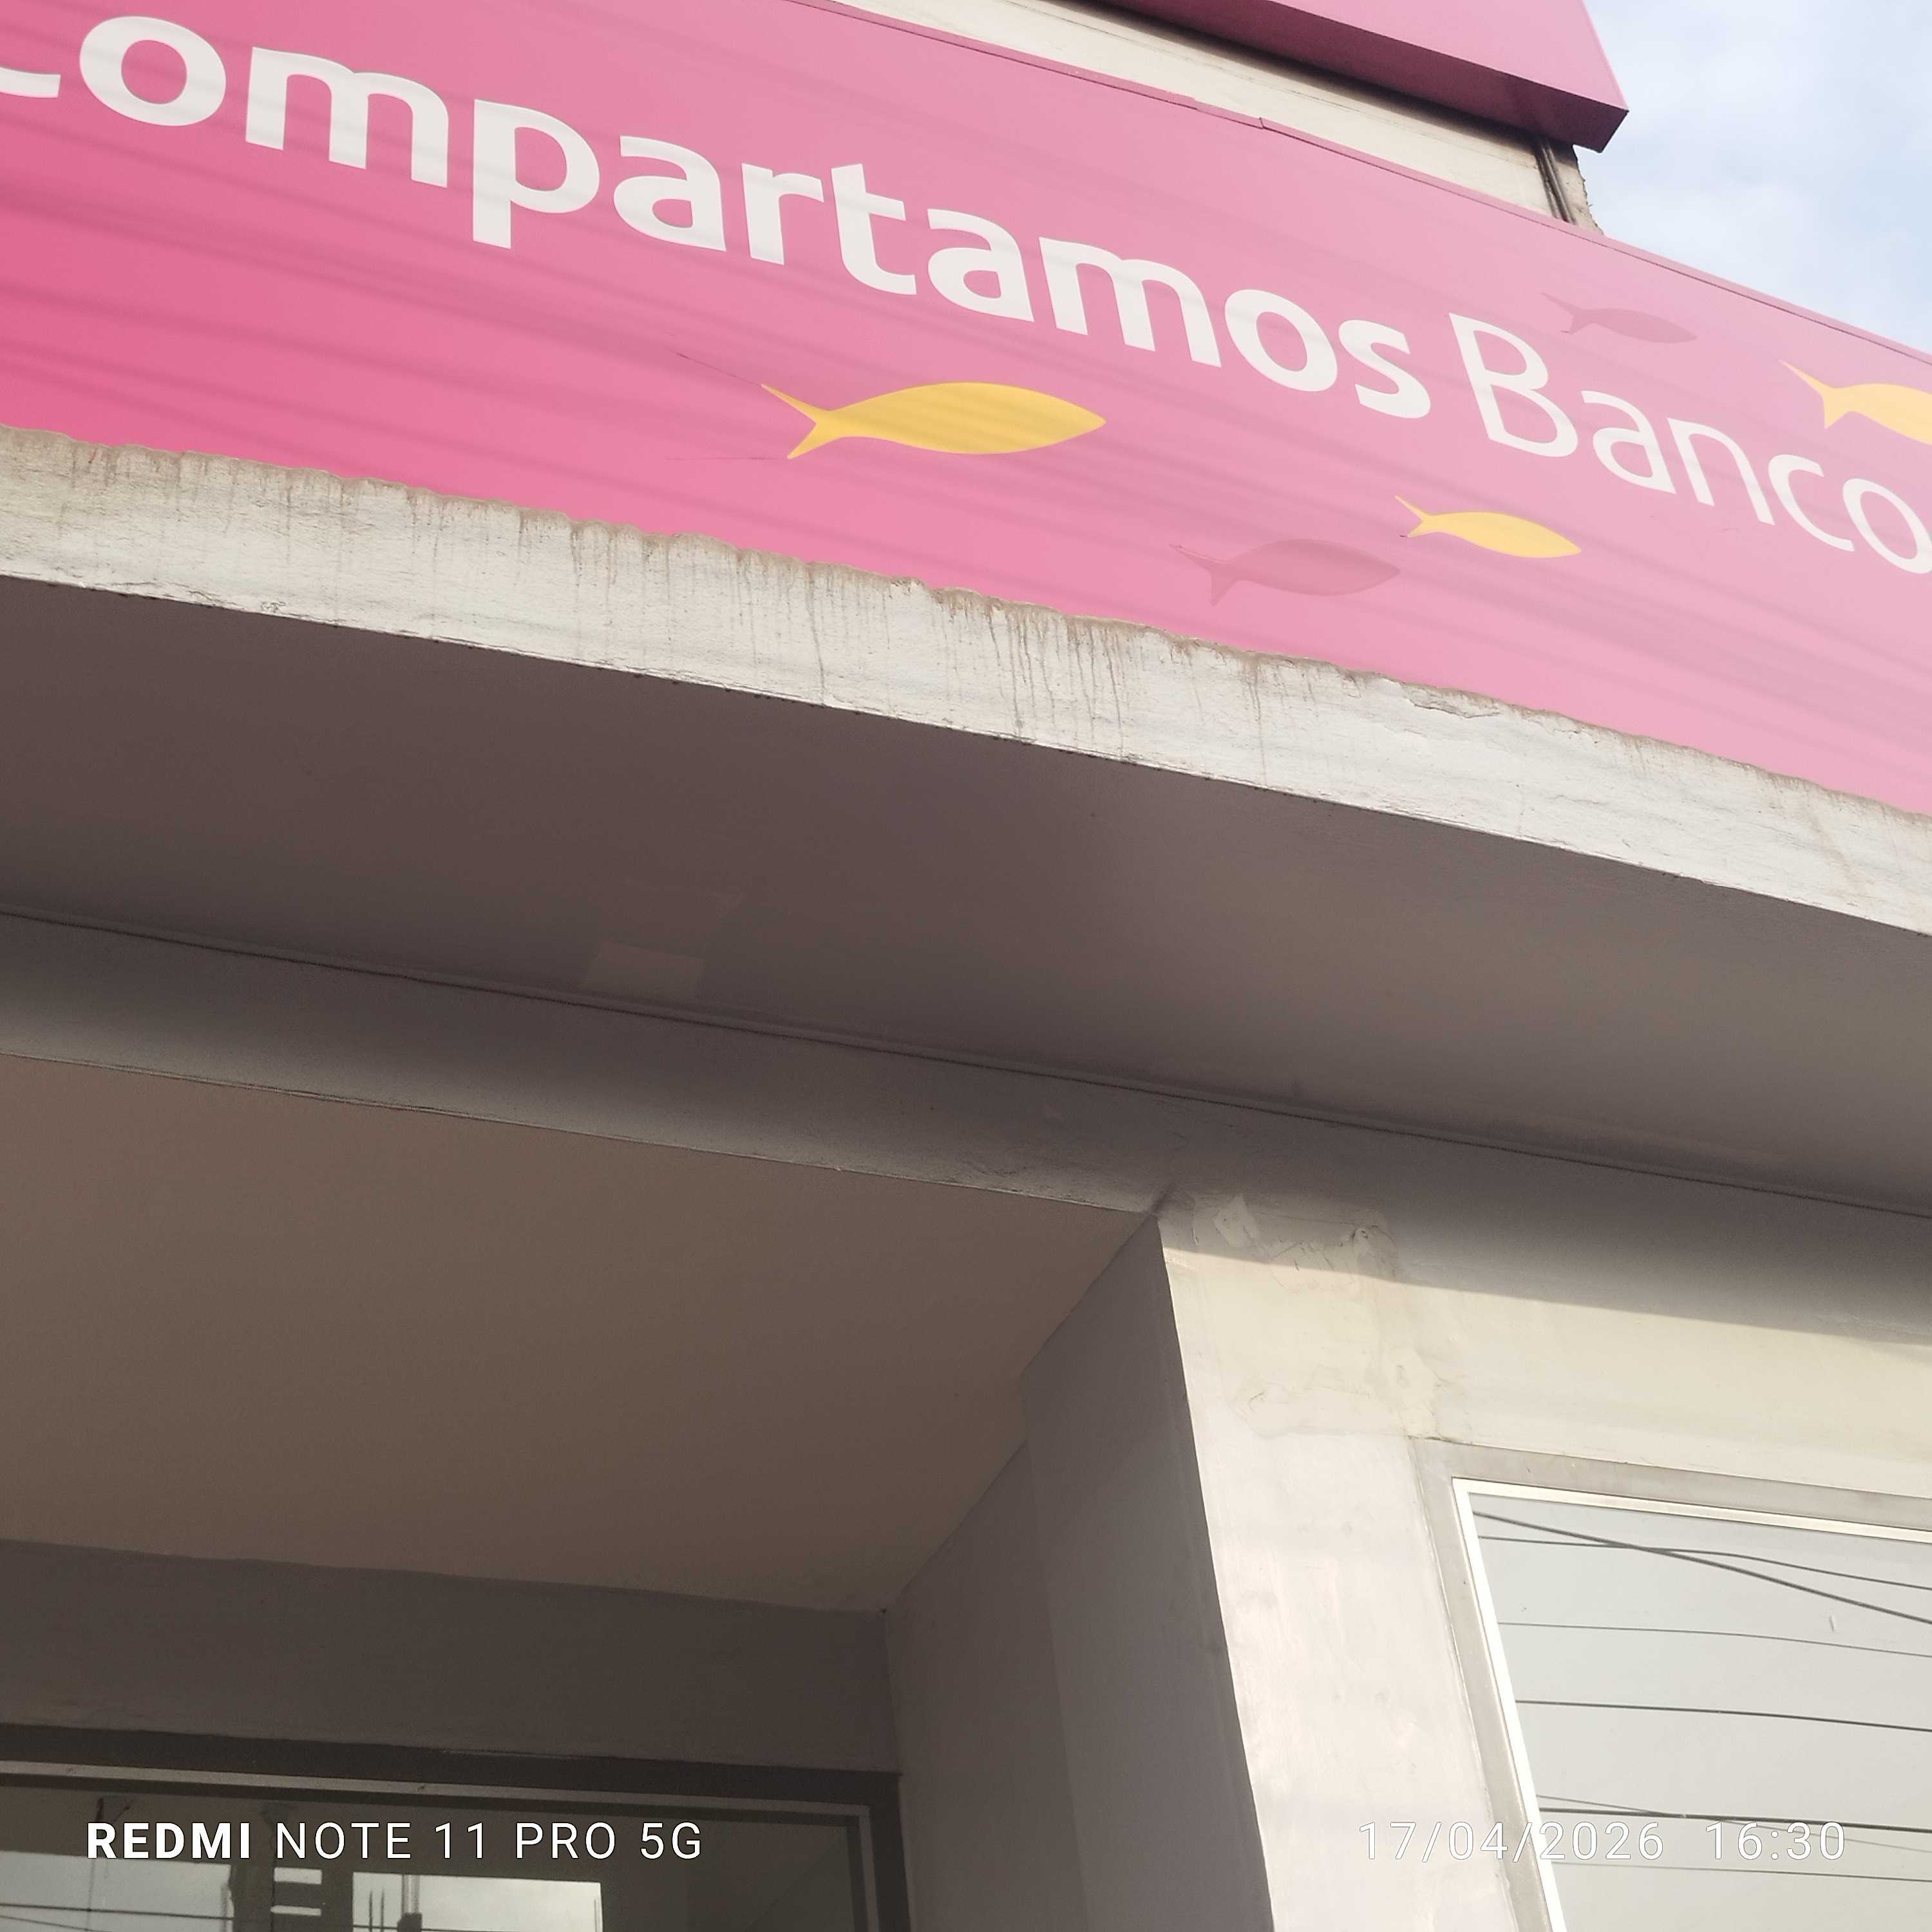 Compartamos Banco
REDMI NOTE 11 PRO 5G
17/04/2026 16:30